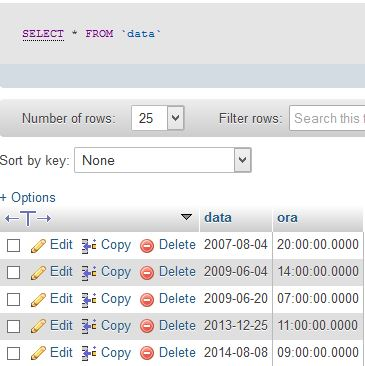 SELECT * FROM `data`
Number of rows: 25 Filter rows: Search this t
Sort by key: None
+ Options
←T→ data ora
Edit Copy Delete 2007-08-04 20:00:00.0000
Edit Copy Delete 2009-06-04 14:00:00.0000
Edit Copy Delete 2009-06-20 07:00:00.0000
Edit Copy Delete 2013-12-25 11:00:00.0000
Edit Copy Delete 2014-08-08 09:00:00.0000